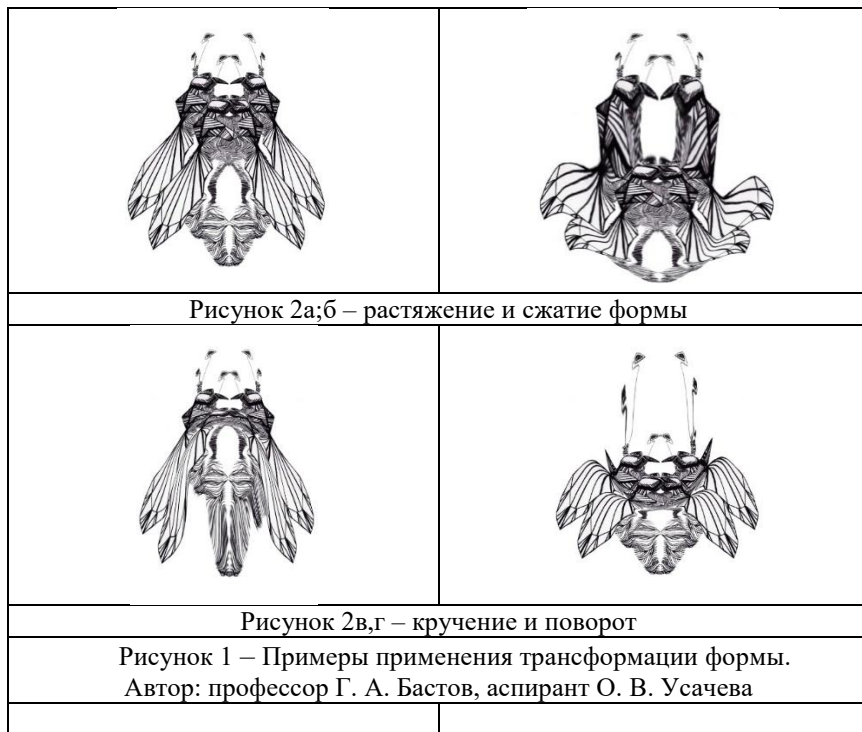 Рисунок 2а;б – растяжение и сжатие формы
Рисунок 2в,г – кручение и поворот
Рисунок 1 – Примеры применения трансформации формы.
Автор: профессор Г. А. Бастов, аспирант О. В. Усачева